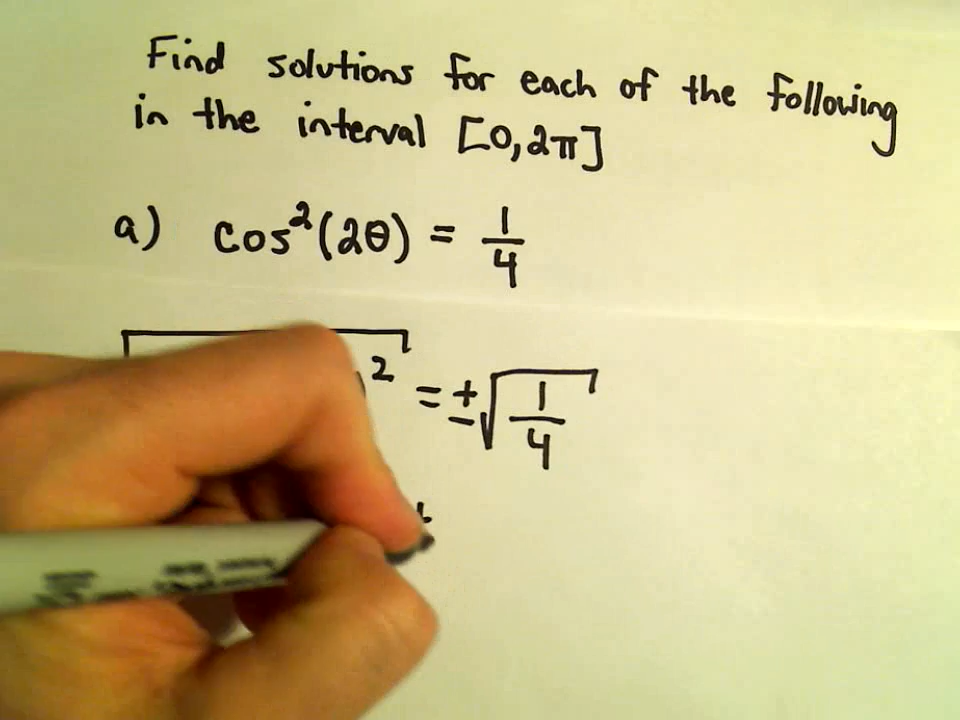 Find solutions for each of the following
in the interval [0,2π]
a) cos²(2θ) = 1/4
² = ± √1/4